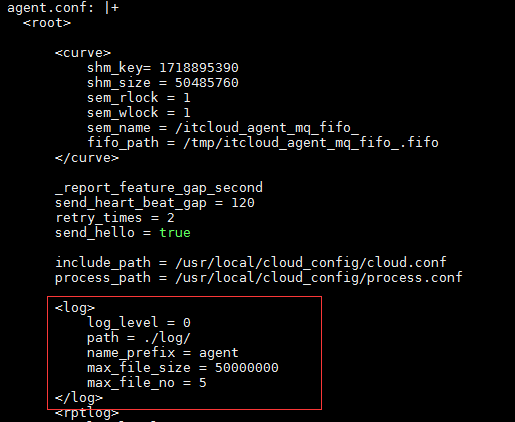 agent.conf: |+
<root>
<curve>
shm_key= 1718895390
shm_size = 50485760
sem_rlock = 1
sem_wlock = 1
sem_name = /itcloud_agent_mq_fifo_
fifo_path = /tmp/itcloud_agent_mq_fifo_.fifo
</curve>
_report_feature_gap_second
send_heart_beat_gap = 120
retry_times = 2
send_hello = true
include_path = /usr/local/cloud_config/cloud.conf
process_path = /usr/local/cloud_config/process.conf
<log>
log_level = 0
path = ./log/
name_prefix = agent
max_file_size = 50000000
max_file_no = 5
</log>
<rptlog>